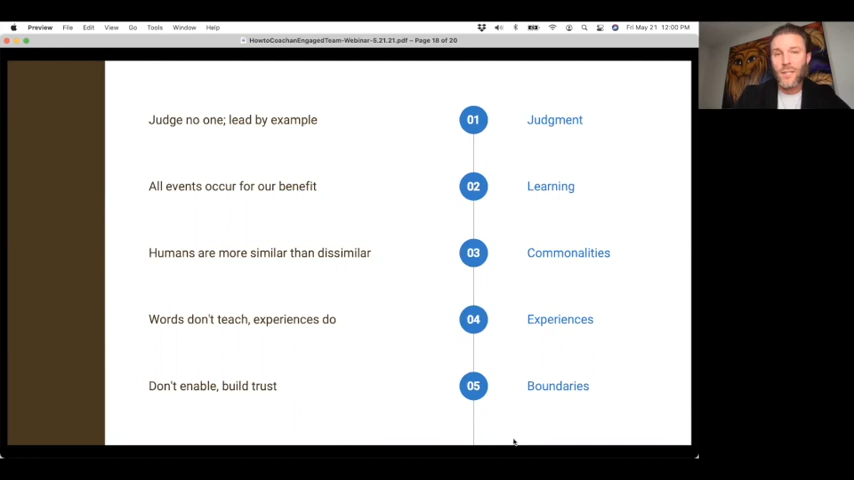 Preview File Edit View Go Tools Window Help Fri May 21 12:00 PM
HowtoCoachanEngagedTeam-Webinar-5.21.21.pdf – Page 18 of 20
Judge no one; lead by example 01 Judgment
All events occur for our benefit 02 Learning
Humans are more similar than dissimilar 03 Commonalities
Words don't teach, experiences do 04 Experiences
Don't enable, build trust 05 Boundaries